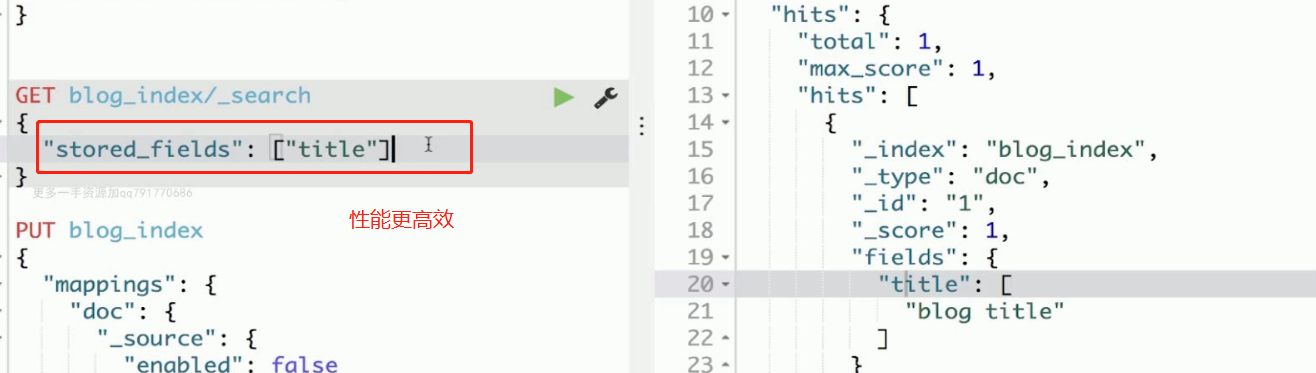 }
GET blog_index/_search
{
"stored_fields": ["title"]
}
更多一手资源加qq791770686
性能更高效
PUT blog_index
{
"mappings": {
"doc": {
"_source": {
"enabled": false
10 "hits": {
11 "total": 1,
12 "max_score": 1,
13 "hits": [
14 {
15 "_index": "blog_index",
16 "_type": "doc",
17 "_id": "1",
18 "_score": 1,
19 "fields": {
20 "title": [
21 "blog title"
22 ]
23 }